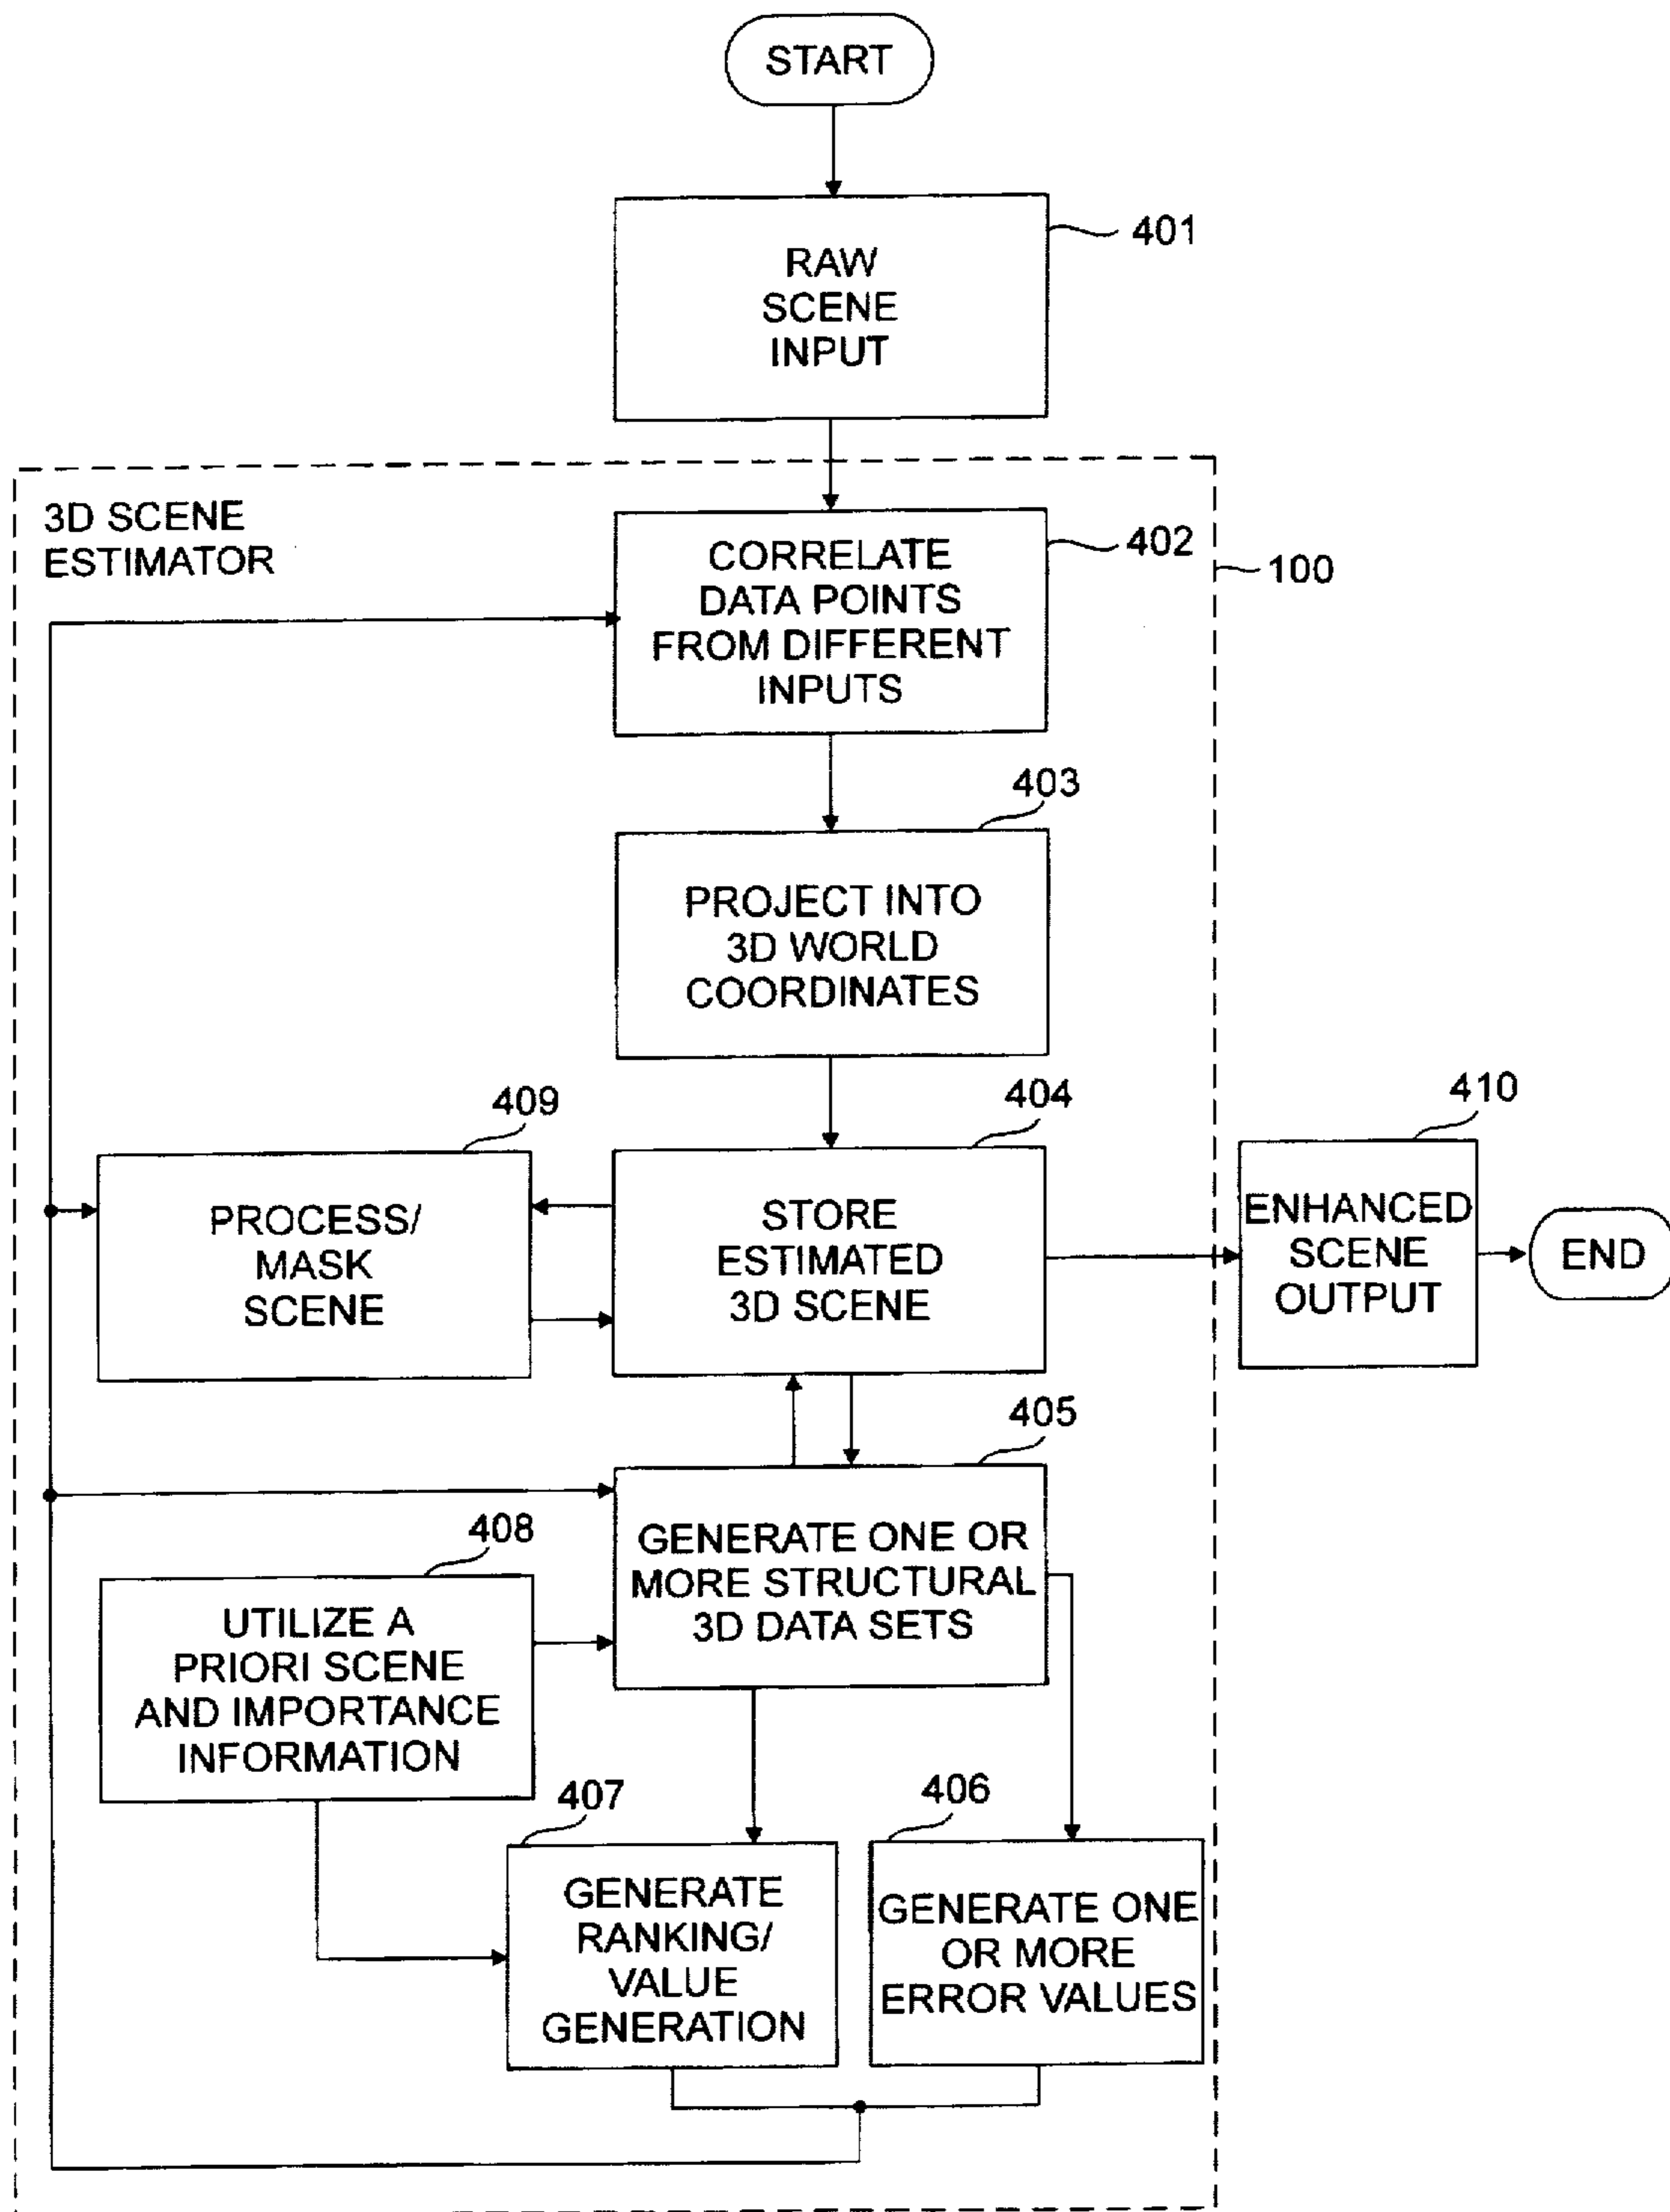 START
401
RAW
SCENE
INPUT
3D SCENE
ESTIMATOR
402
CORRELATE
DATA POINTS
FROM DIFFERENT
INPUTS
100
403
PROJECT INTO
3D WORLD
COORDINATES
409
PROCESS/
MASK
SCENE
404
STORE
ESTIMATED
3D SCENE
410
ENHANCED
SCENE
OUTPUT
END
405
GENERATE ONE OR
MORE STRUCTURAL
3D DATA SETS
408
UTILIZE A
PRIORI SCENE
AND IMPORTANCE
INFORMATION
407
GENERATE
RANKING/
VALUE
GENERATION
406
GENERATE ONE
OR MORE
ERROR VALUES